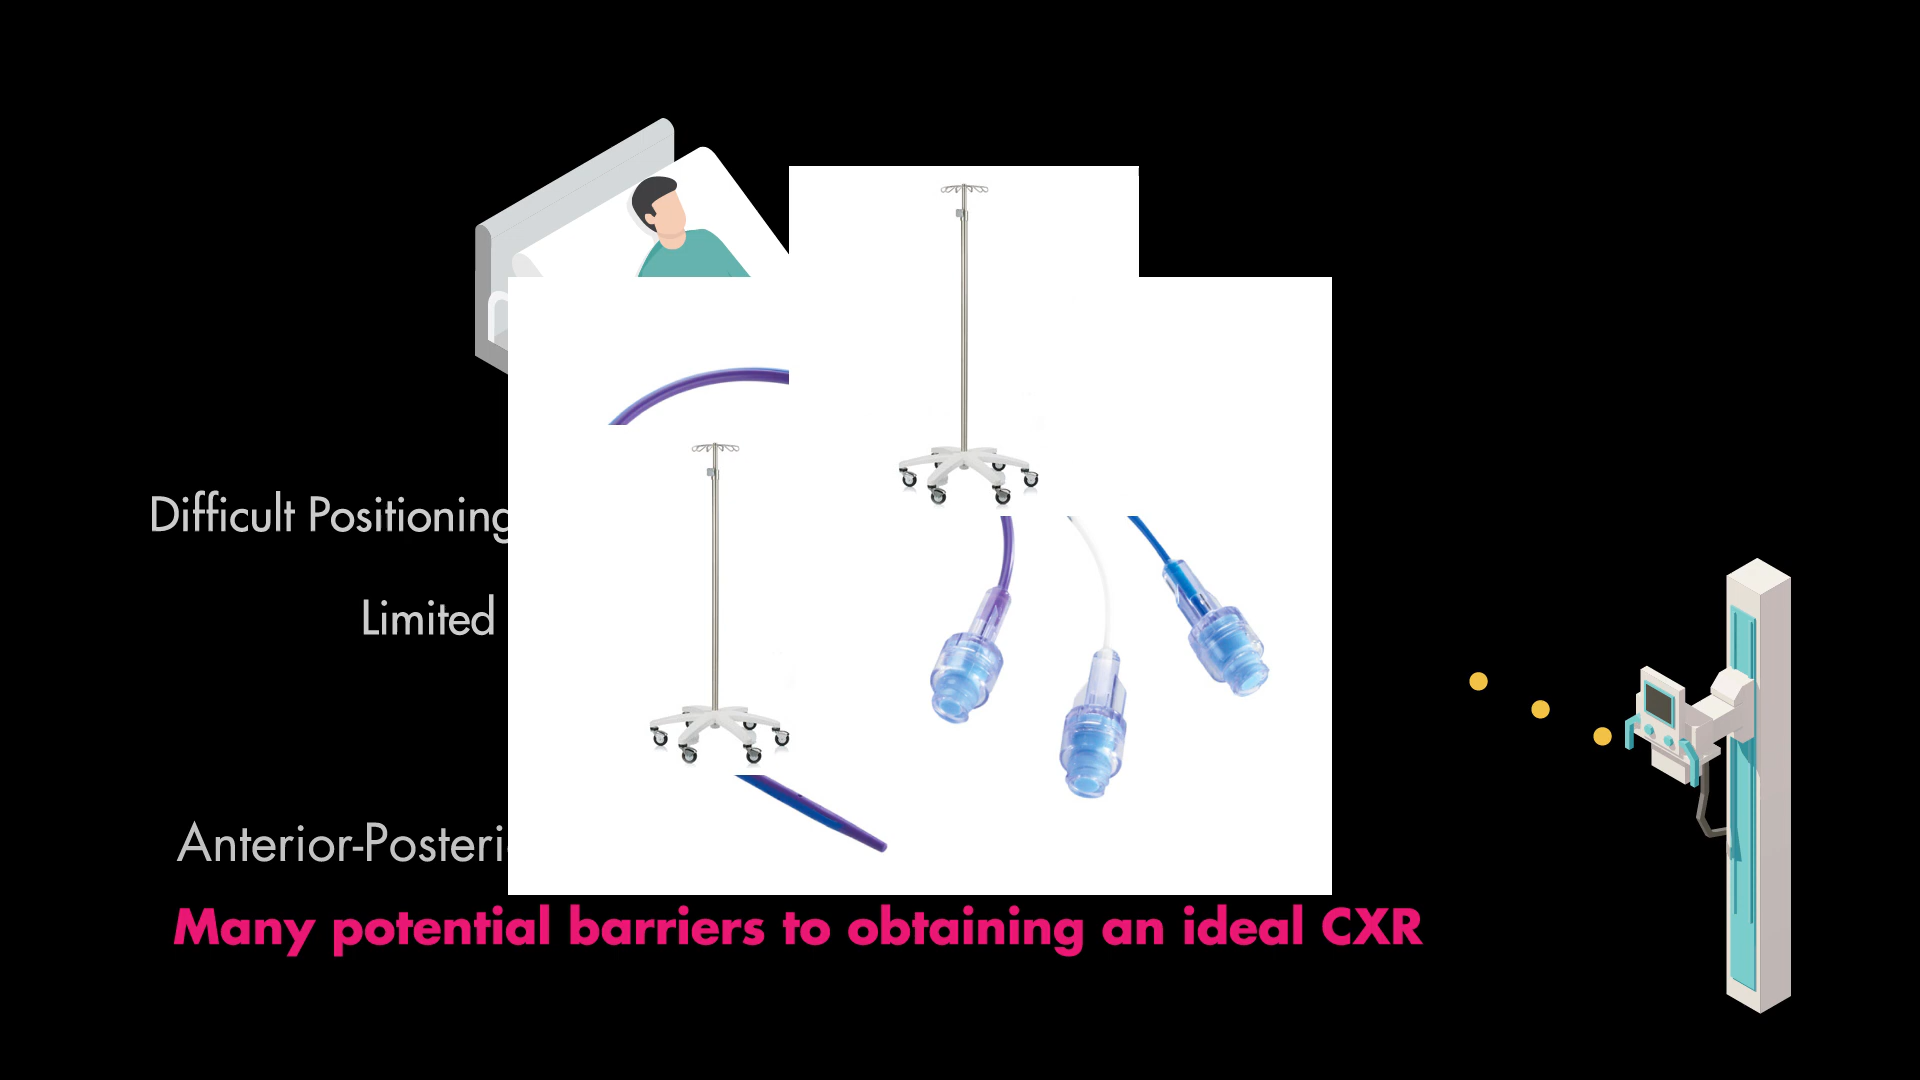 Difficult Positioning
Limited
Anterior-Posteri
Many potential barriers to obtaining an ideal CXR